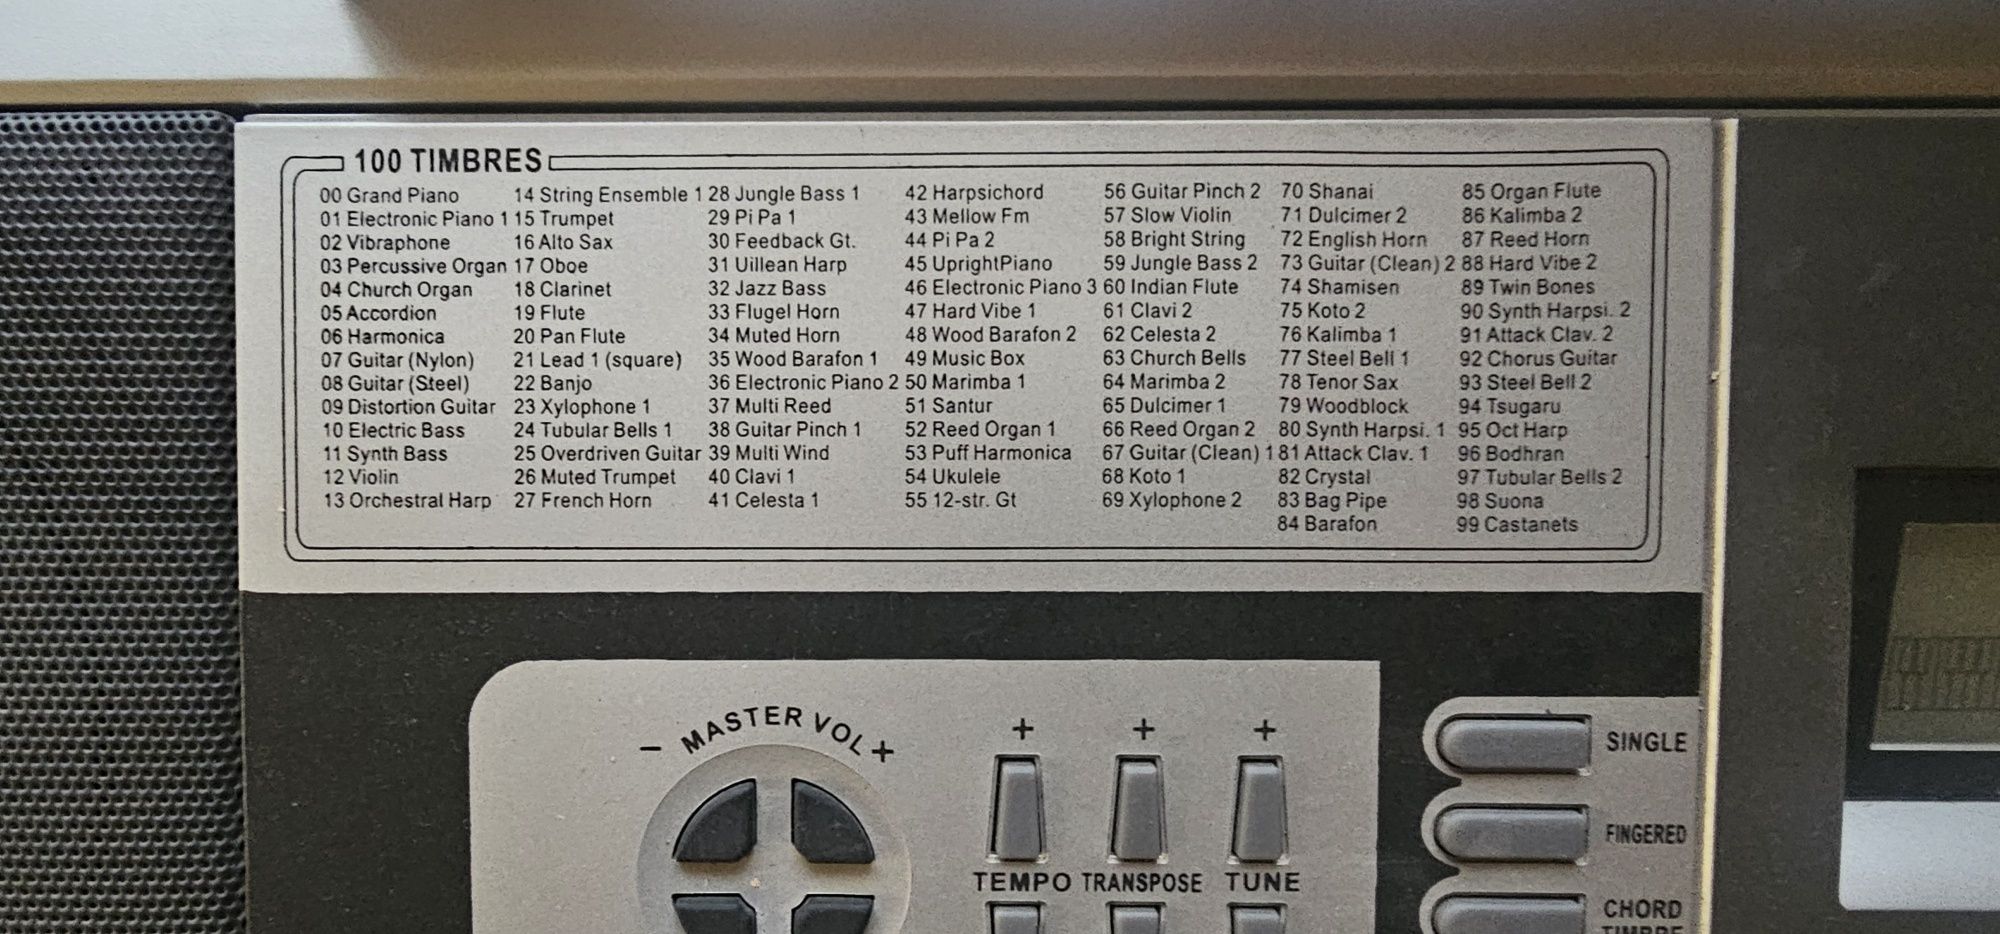 100 TIMBRES
00 Grand Piano
01 Electronic Piano 1
02 Vibraphone
03 Percussive Organ
04 Church Organ
05 Accordion
06 Harmonica
07 Guitar (Nylon)
08 Guitar (Steel)
09 Distortion Guitar
10 Electric Bass
11 Synth Bass
12 Violin
13 Orchestral Harp
14 String Ensemble 1
15 Trumpet
16 Alto Sax
17 Oboe
18 Clarinet
19 Flute
20 Pan Flute
21 Lead 1 (square)
22 Banjo
23 Xylophone 1
24 Tubular Bells 1
25 Overdriven Guitar
26 Muted Trumpet
27 French Horn
28 Jungle Bass 1
29 Pi Pa 1
30 Feedback Gt.
31 Uillean Harp
32 Jazz Bass
33 Flugel Horn
34 Muted Horn
35 Wood Barafon 1
36 Electronic Piano 2
37 Multi Reed
38 Guitar Pinch 1
39 Multi Wind
40 Clavi 1
41 Celesta 1
42 Harpsichord
43 Mellow Fm
44 Pi Pa 2
45 UprightPiano
46 Electronic Piano 3
47 Hard Vibe 1
48 Wood Barafon 2
49 Music Box
50 Marimba 1
51 Santur
52 Reed Organ 1
53 Puff Harmonica
54 Ukulele
55 12-str. Gt
56 Guitar Pinch 2
57 Slow Violin
58 Bright String
59 Jungle Bass 2
60 Indian Flute
61 Clavi 2
62 Celesta 2
63 Church Bells
64 Marimba 2
65 Dulcimer 1
66 Reed Organ 2
67 Guitar (Clean) 1
68 Koto 1
69 Xylophone 2
70 Shanai
71 Dulcimer 2
72 English Horn
73 Guitar (Clean) 2
74 Shamisen
75 Koto 2
76 Kalimba 1
77 Steel Bell 1
78 Tenor Sax
79 Woodblock
80 Synth Harpsi. 1
81 Attack Clav. 1
82 Crystal
83 Bag Pipe
84 Barafon
85 Organ Flute
86 Kalimba 2
87 Reed Horn
88 Hard Vibe 2
89 Twin Bones
90 Synth Harpsi. 2
91 Attack Clav. 2
92 Chorus Guitar
93 Steel Bell 2
94 Tsugaru
95 Oct Harp
96 Bodhran
97 Tubular Bells 2
98 Suona
99 Castanets
- MASTER VOL +
+ + +
TEMPO TRANSPOSE TUNE
SINGLE
FINGERED
CHORD
TIMBRE